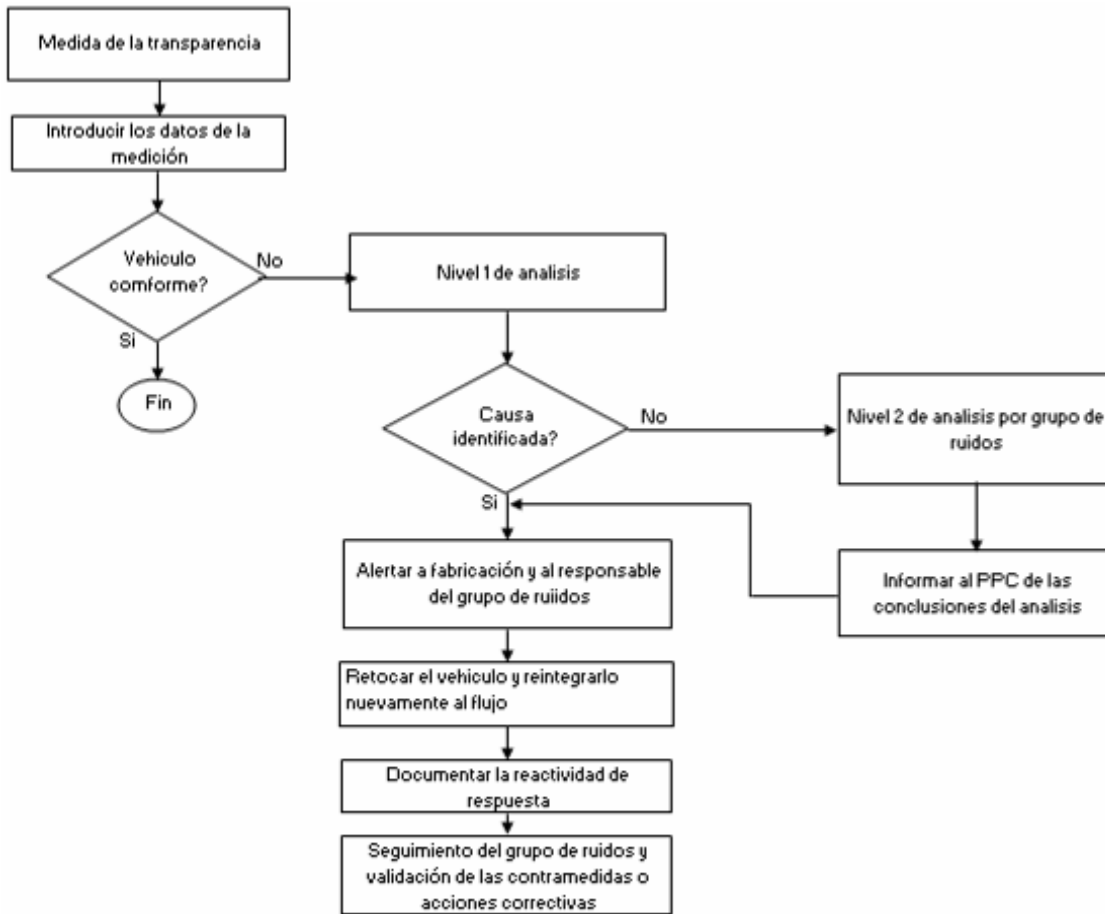 Medida de la transparencia
Introducir los datos de la
medición
Vehiculo
comforme?
No
Nivel 1 de analisis
Si
Fin
Causa
identificada?
No
Nivel 2 de analisis por grupo de
ruidos
Si
Alertar a fabricación y al responsable
del grupo de ruiidos
Informar al PPC de las
conclusiones del analisis
Retocar el vehiculo y reintegrarlo
nuevamente al flujo
Documentar la reactividad de
respuesta
Seguimiento del grupo de ruidos y
validación de las contramedidas o
acciones correctivas